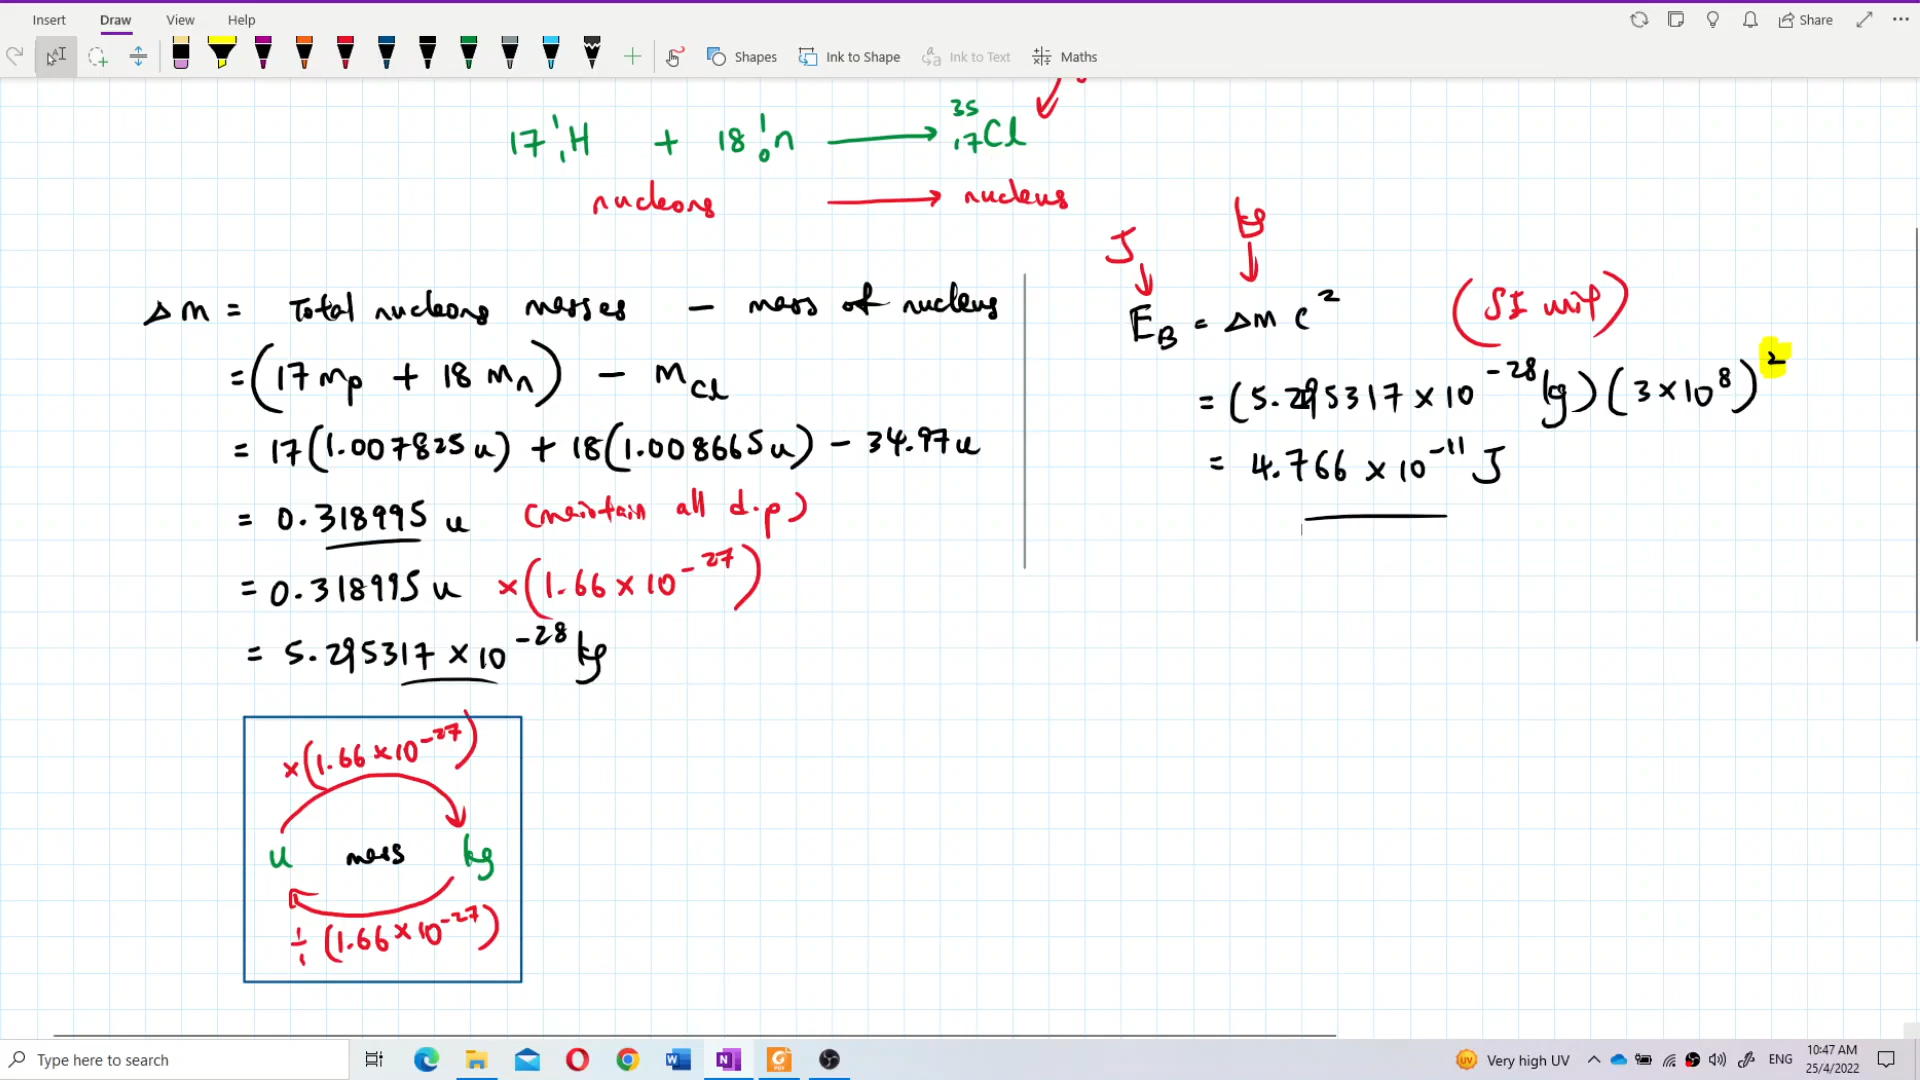 Insert Draw View Help Share
Shapes Ink to Shape Ink to Text Maths
17 ¹₁H + 18 ¹₀n ⟶ ³⁵₁₇Cl
nucleons ⟶ nucleus
Δm = Total nucleons masses – mass of nucleus
= (17 mp + 18 mn) – mCl
= 17(1.007825 u) + 18(1.008665 u) – 34.97 u
= 0.318995 u (maintain all d.p)
= 0.318995 u × (1.66 × 10⁻²⁷)
= 5.295317 × 10⁻²⁸ kg
×(1.66 × 10⁻²⁷)
u mass kg
÷ (1.66 × 10⁻²⁷)
J kg
E_B = Δm c² (SI unit)
= (5.295317 × 10⁻²⁸ kg)(3 × 10⁸)²
= 4.766 × 10⁻¹¹ J
Type here to search
UV Very high UV ENG 10:47 AM
25/4/2022